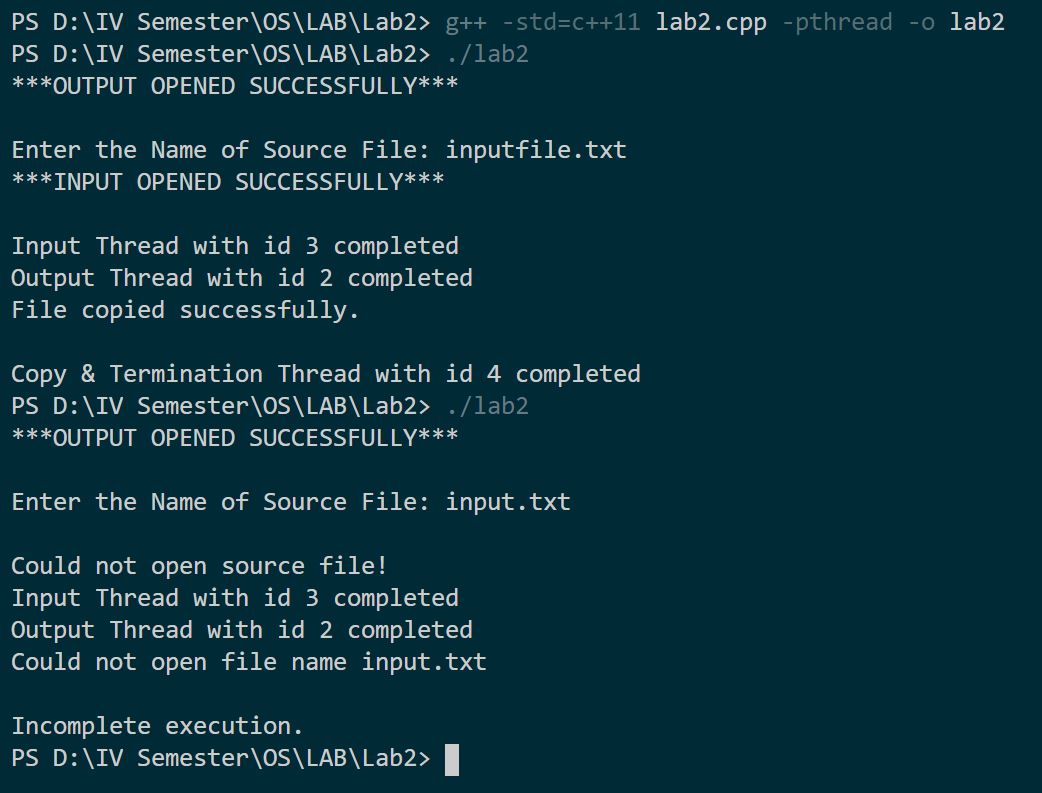 PS D:\IV Semester\OS\LAB\Lab2> g++ -std=c++11 lab2.cpp -pthread -o lab2
PS D:\IV Semester\OS\LAB\Lab2> ./lab2
***OUTPUT OPENED SUCCESSFULLY***
Enter the Name of Source File: inputfile.txt
***INPUT OPENED SUCCESSFULLY***
Input Thread with id 3 completed
Output Thread with id 2 completed
File copied successfully.
Copy & Termination Thread with id 4 completed
PS D:\IV Semester\OS\LAB\Lab2> ./lab2
***OUTPUT OPENED SUCCESSFULLY***
Enter the Name of Source File: input.txt
Could not open source file!
Input Thread with id 3 completed
Output Thread with id 2 completed
Could not open file name input.txt
Incomplete execution.
PS D:\IV Semester\OS\LAB\Lab2>